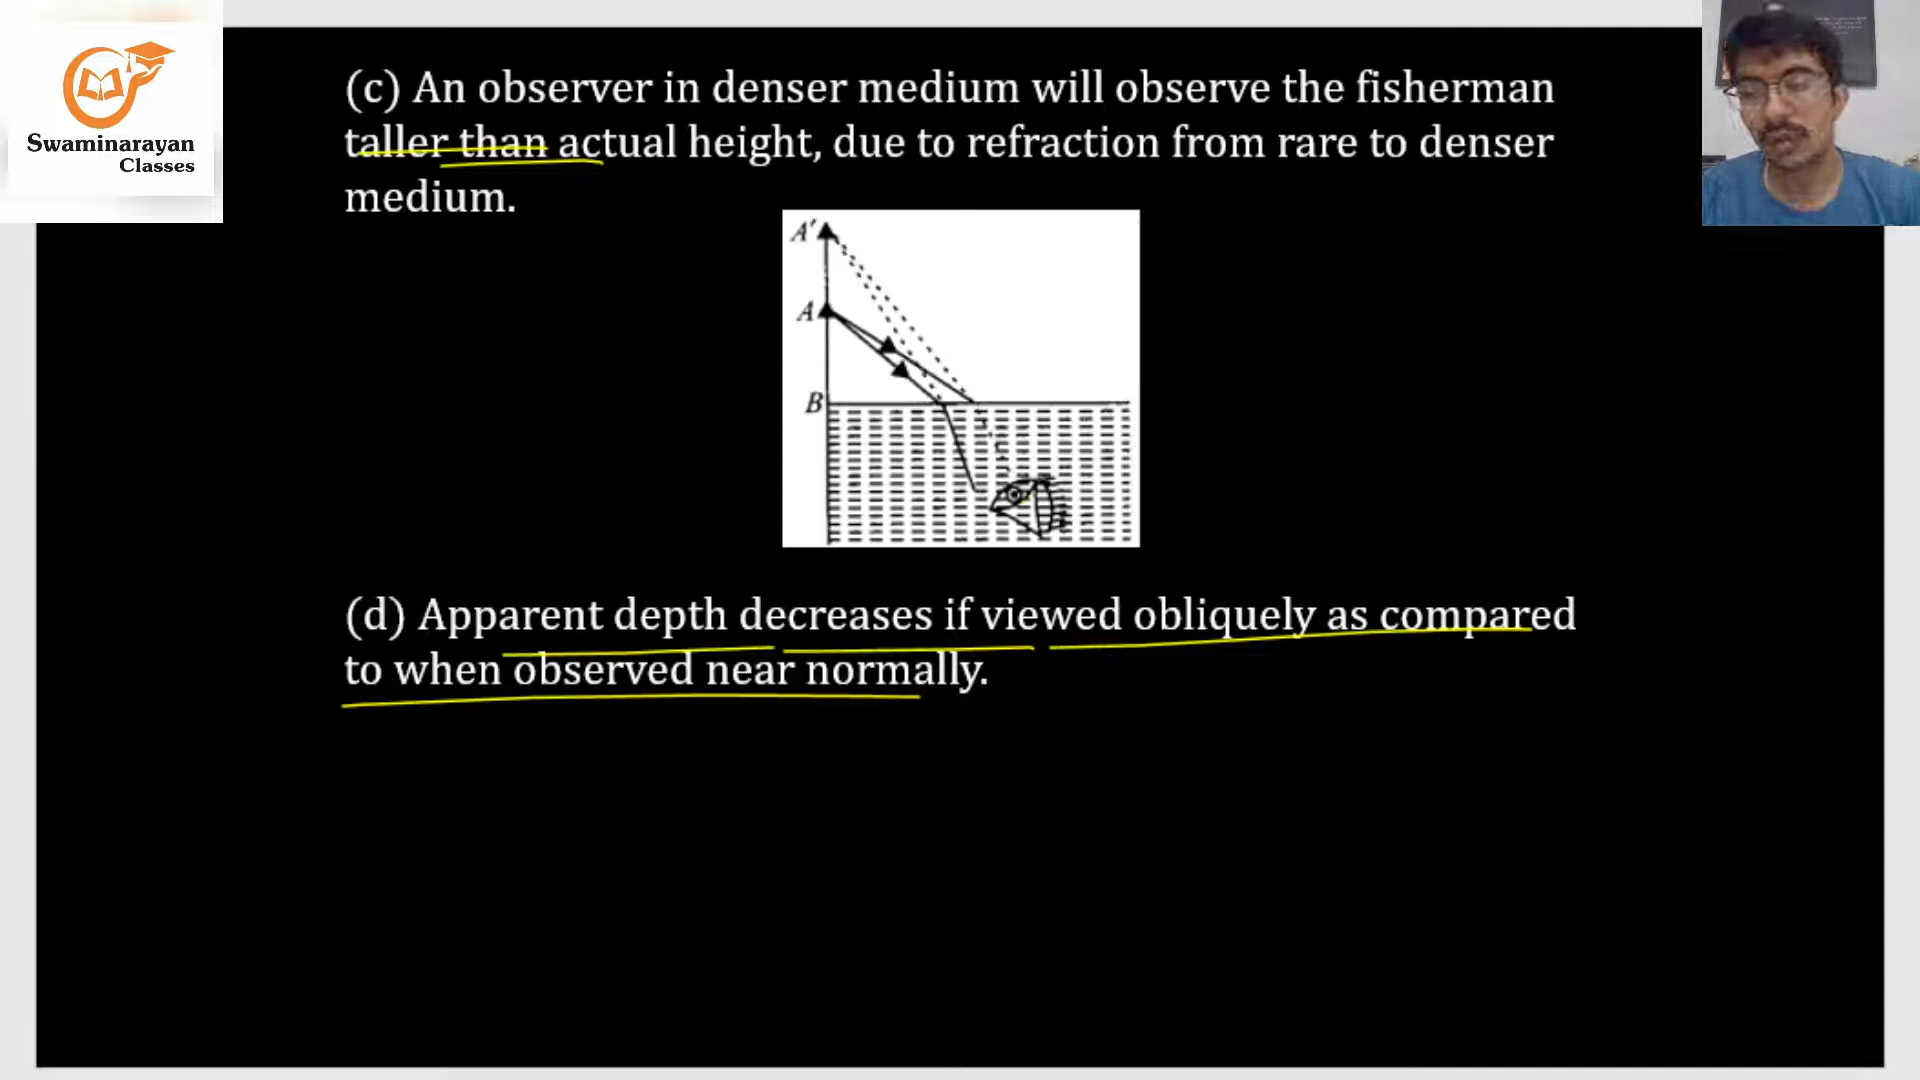 Swaminarayan
Classes
(c) An observer in denser medium will observe the fisherman
taller than actual height, due to refraction from rare to denser
medium.
A'
A
B
(d) Apparent depth decreases if viewed obliquely as compared
to when observed near normally.